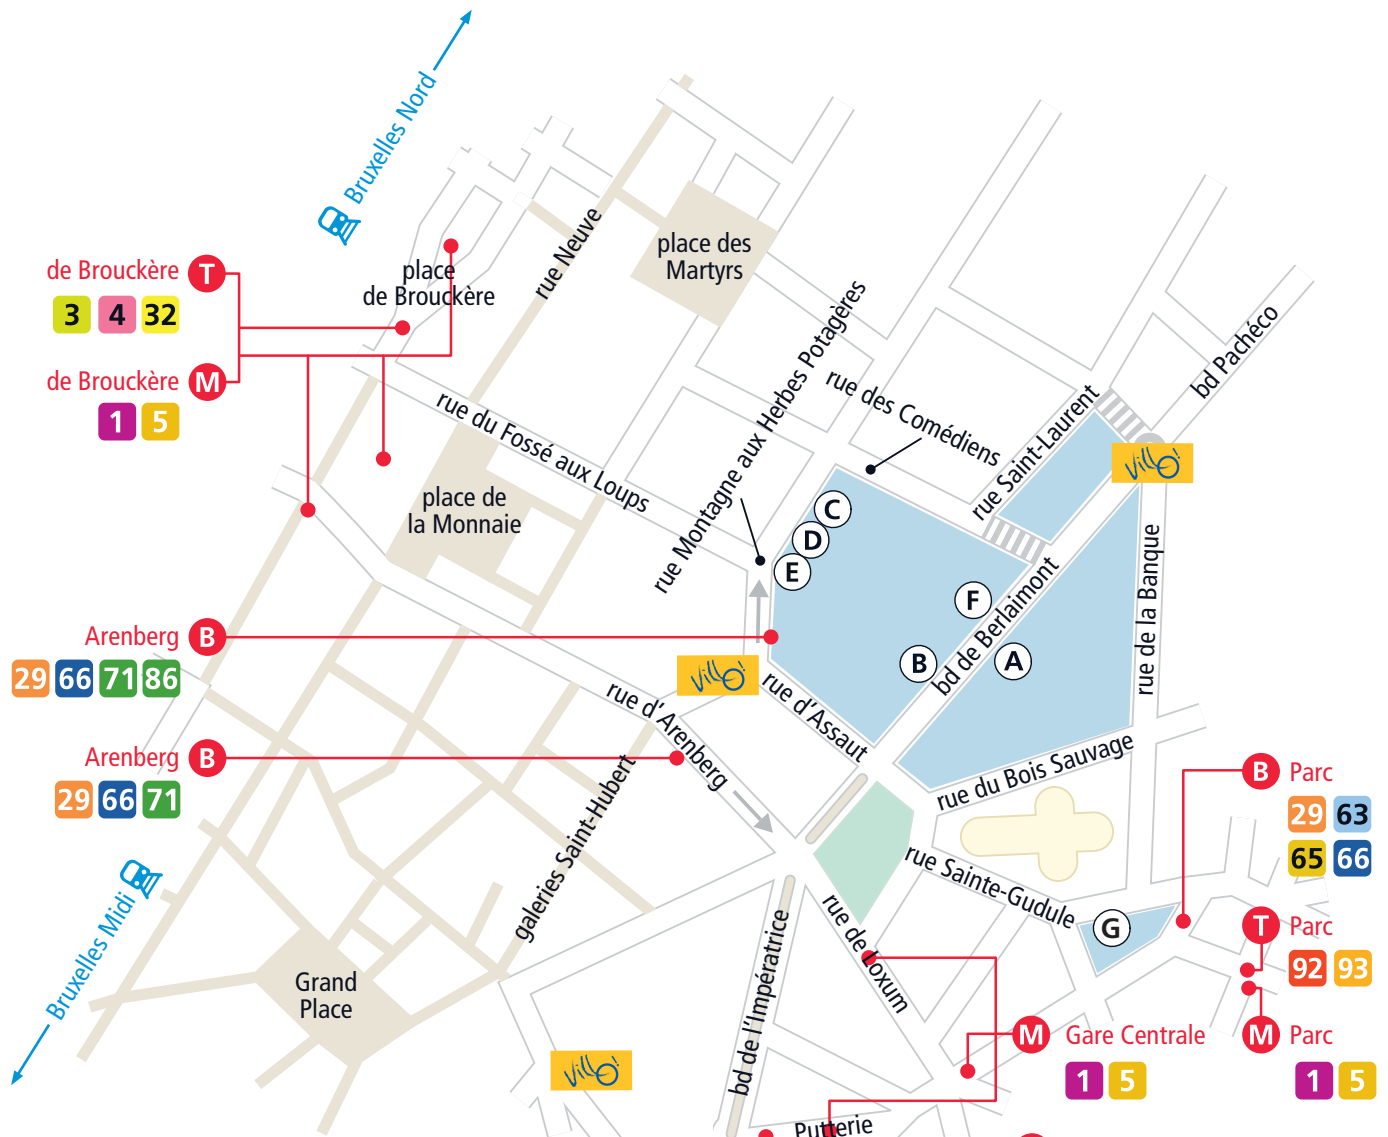 Bruxelles Nord
de Brouckère T
3 4 32
de Brouckère M
1 5
place
de Brouckère
rue Neuve
place des
Martyrs
rue du Fossé aux Loups
place de
la Monnaie
rue Montagne aux Herbes Potagères
rue des Comédiens
rue Saint-Laurent
bd Pachéco
villo!
C
D
E
F
B
A
bd de Berlaimont
rue de la Banque
Arenberg B
29 66 71 86
villo!
rue d'Assaut
rue d'Arenberg
Arenberg B
29 66 71
galeries Saint-Hubert
rue du Bois Sauvage
B Parc
29 63
65 66
rue Sainte-Gudule
G
T Parc
92 93
Bruxelles Midi
Grand
Place
rue de Loxum
bd de l'Impératrice
M Gare Centrale
1 5
M Parc
1 5
villo!
Putterie